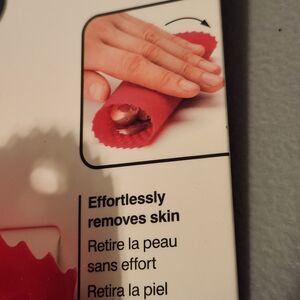 Effortlessly
removes skin
Retire la peau
sans effort
Retira la piel